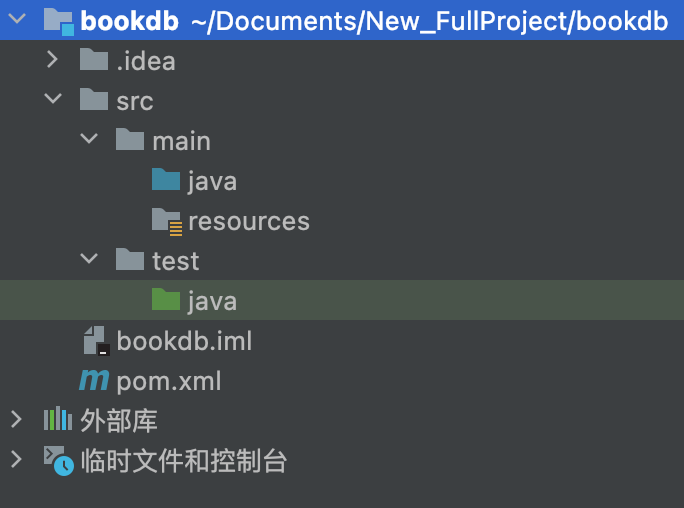 bookdb ~/Documents/New_FullProject/bookdb
.idea
src
main
java
resources
test
java
bookdb.iml
pom.xml
外部库
临时文件和控制台